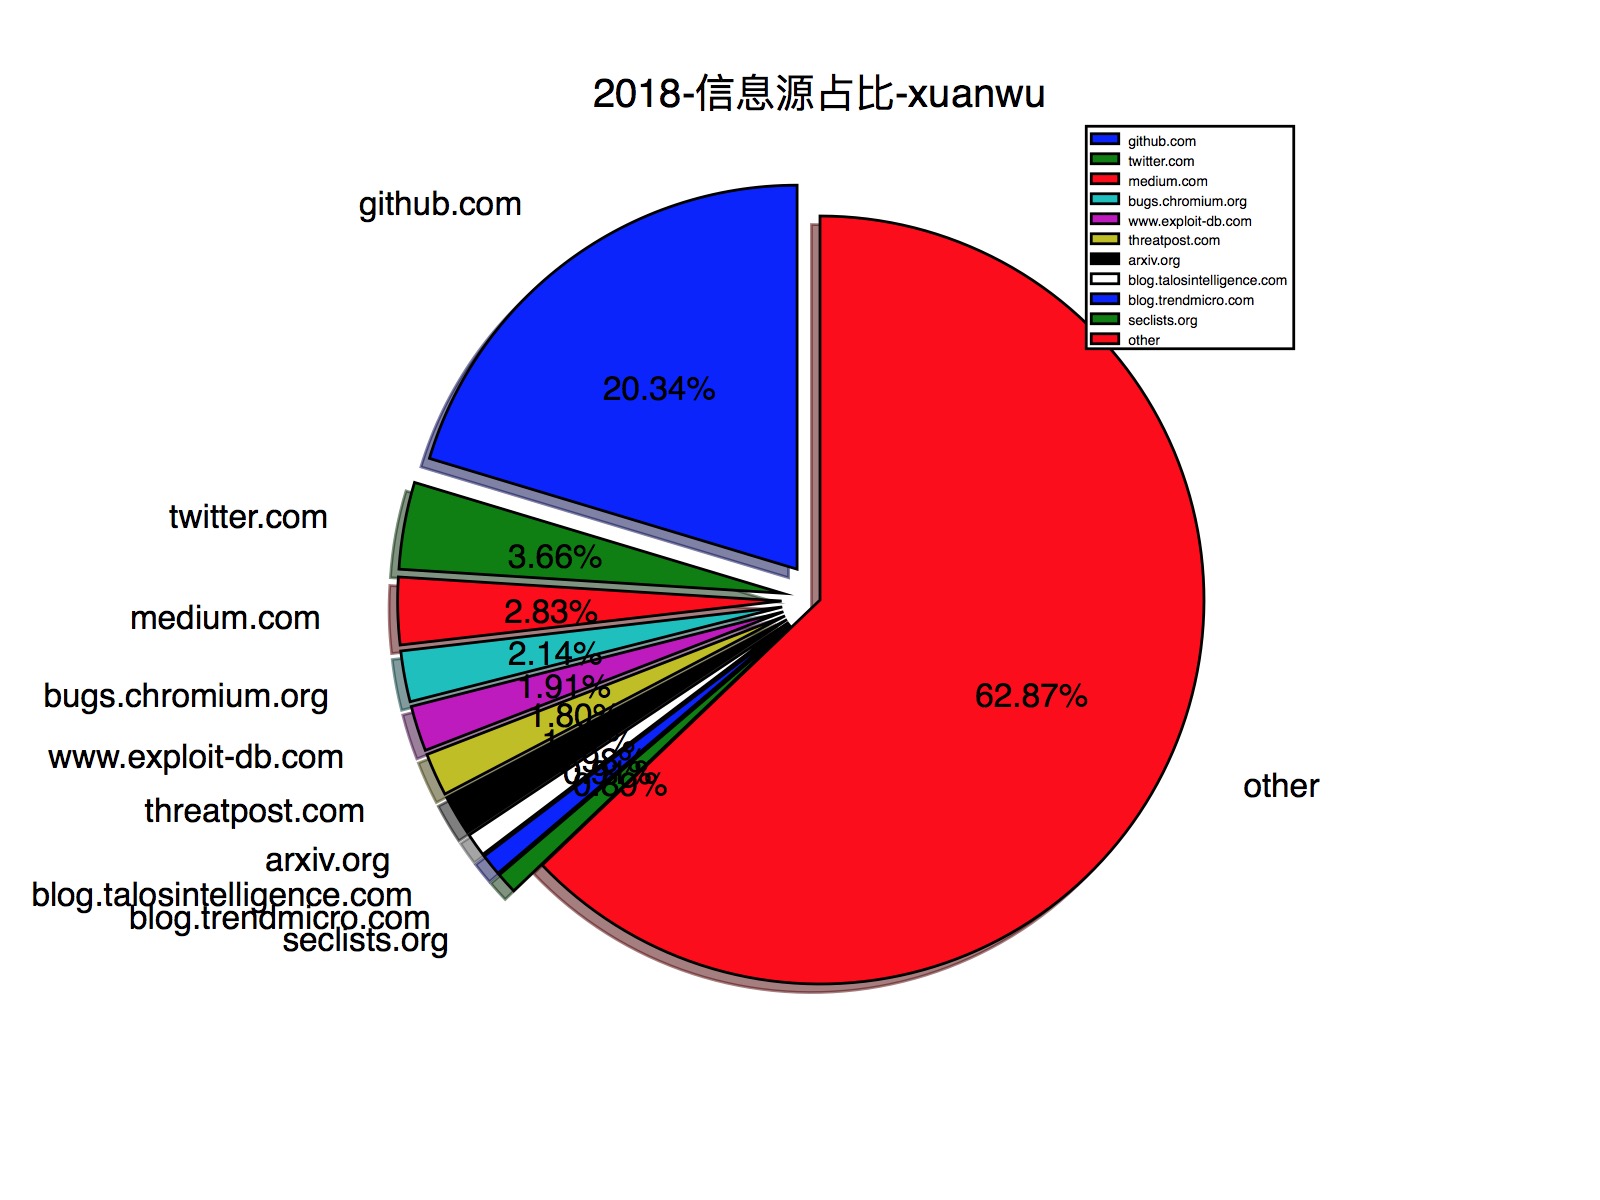 2018-信息源占比-xuanwu
github.com
twitter.com
medium.com
bugs.chromium.org
www.exploit-db.com
threatpost.com
arxiv.org
blog.talosintelligence.com
blog.trendmicro.com
seclists.org
other
github.com
20.34%
twitter.com
3.66%
medium.com
2.83%
bugs.chromium.org
2.14%
www.exploit-db.com
1.91%
threatpost.com
1.80%
arxiv.org
blog.talosintelligence.com
blog.trendmicro.com
seclists.org
62.87%
other